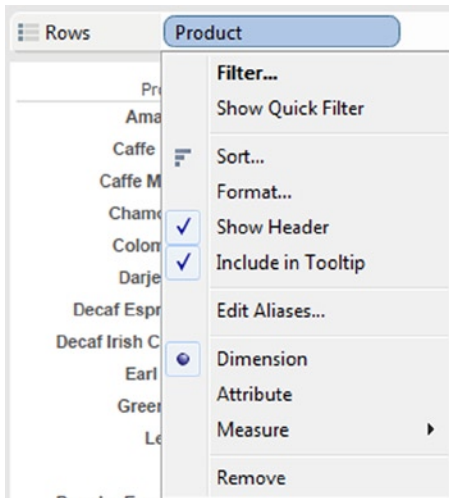 Rows
Product
Filter...
Show Quick Filter
Sort...
Format...
Show Header
Include in Tooltip
Edit Aliases...
Dimension
Attribute
Measure
Remove
Pr
Ama
Caffe
Caffe M
Chamo
Colom
Darje
Decaf Espr
Decaf Irish C
Earl
Green
Le